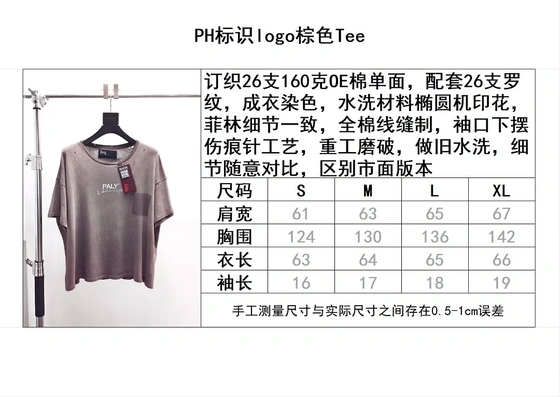 PH标识logo棕色Tee
订织26支160克OE棉单面，配套26支罗
纹，成衣染色，水洗材料椭圆机印花，
菲林细节一致，全棉线缝制，袖口下摆
伤痕针工艺，重工磨破，做旧水洗，细
节随意对比，区别市面版本
尺码 S M L XL
肩宽 61 63 65 67
胸围 124 130 136 142
衣长 63 64 65 66
袖长 16 17 18 19
手工测量尺寸与实际尺寸之间存在0.5-1cm误差
PALY